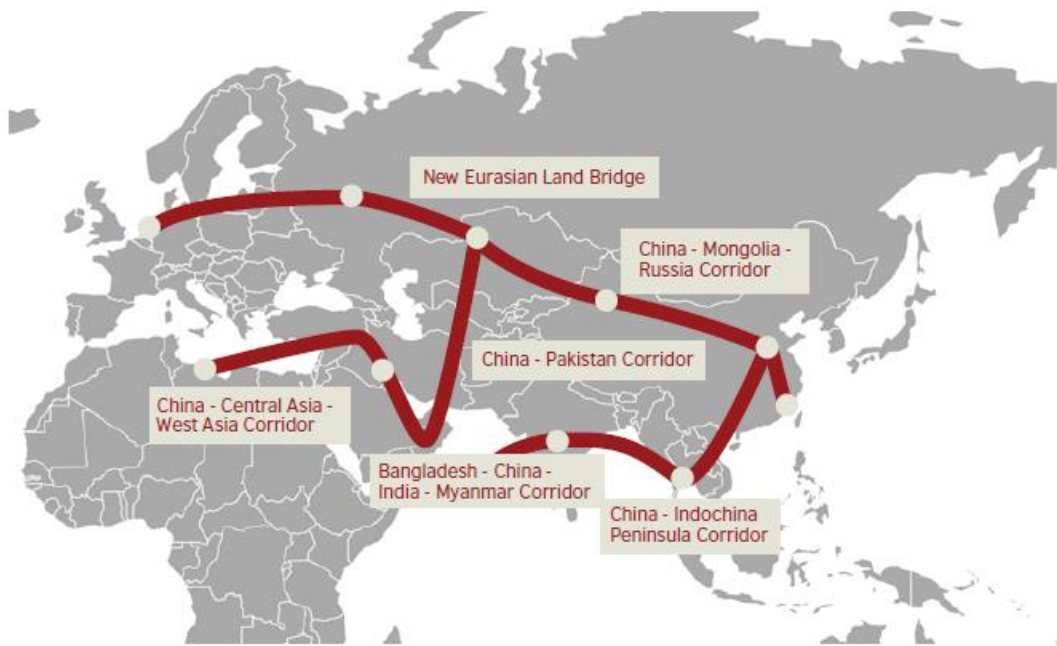 New Eurasian Land Bridge
China - Mongolia -
Russia Corridor
China - Pakistan Corridor
China - Central Asia -
West Asia Corridor
Bangladesh - China -
India - Myanmar Corridor
China - Indochina
Peninsula Corridor